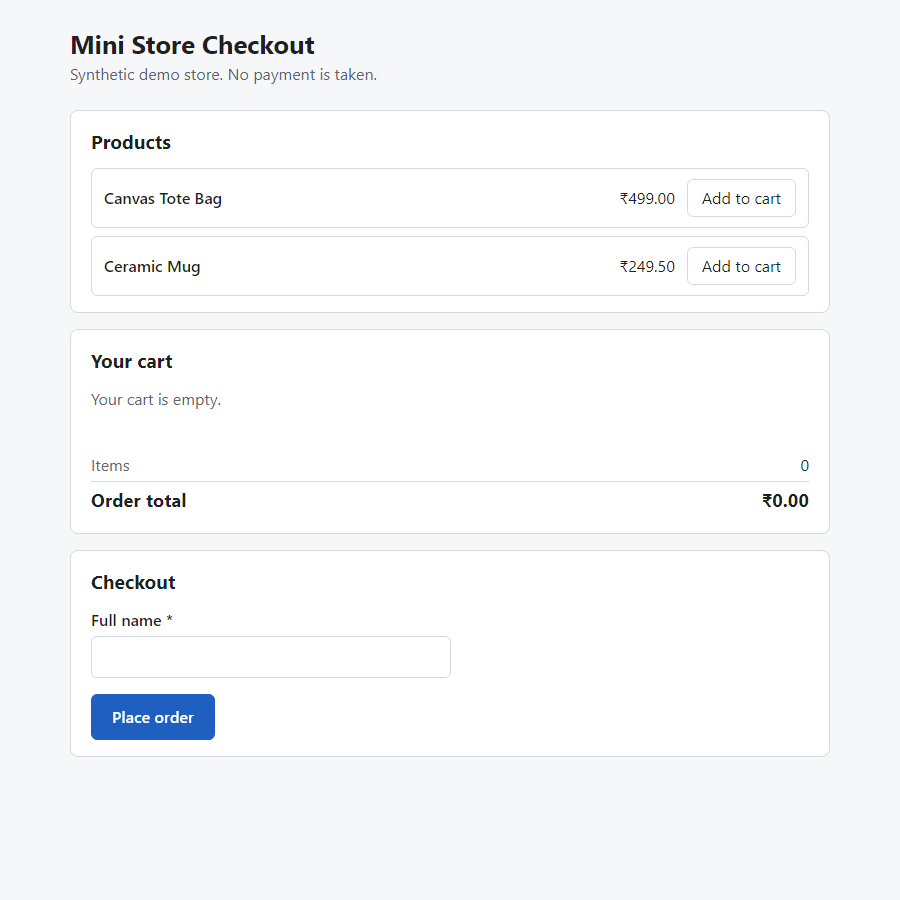 Mini Store Checkout
Synthetic demo store. No payment is taken.
Products
Canvas Tote Bag ₹499.00 Add to cart
Ceramic Mug ₹249.50 Add to cart
Your cart
Your cart is empty.
Items 0
Order total ₹0.00
Checkout
Full name *
Place order